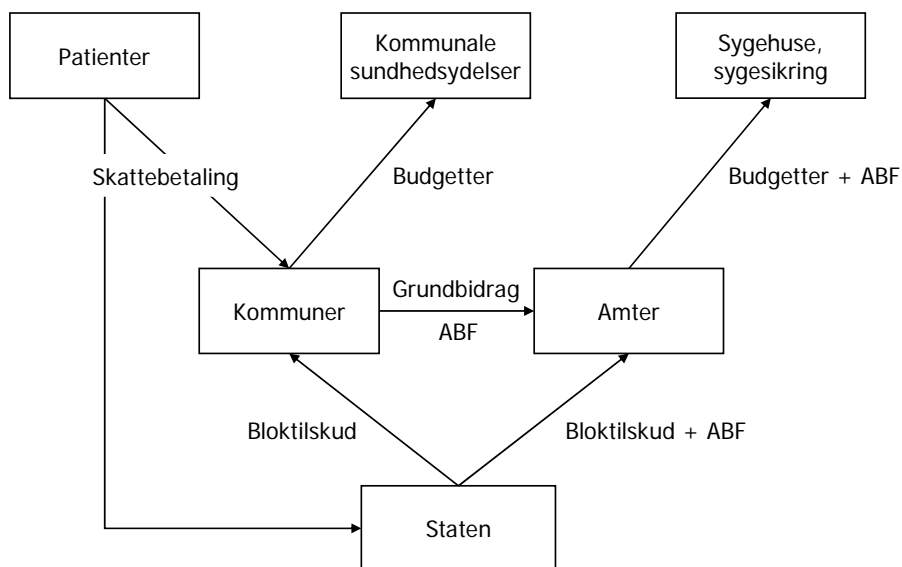 Patienter
Kommunale
sundhedsydelser
Sygehuse,
sygesikring
Skattebetaling
Budgetter
Budgetter + ABF
Kommuner
Grundbidrag
ABF
Amter
Bloktilskud
Bloktilskud + ABF
Staten